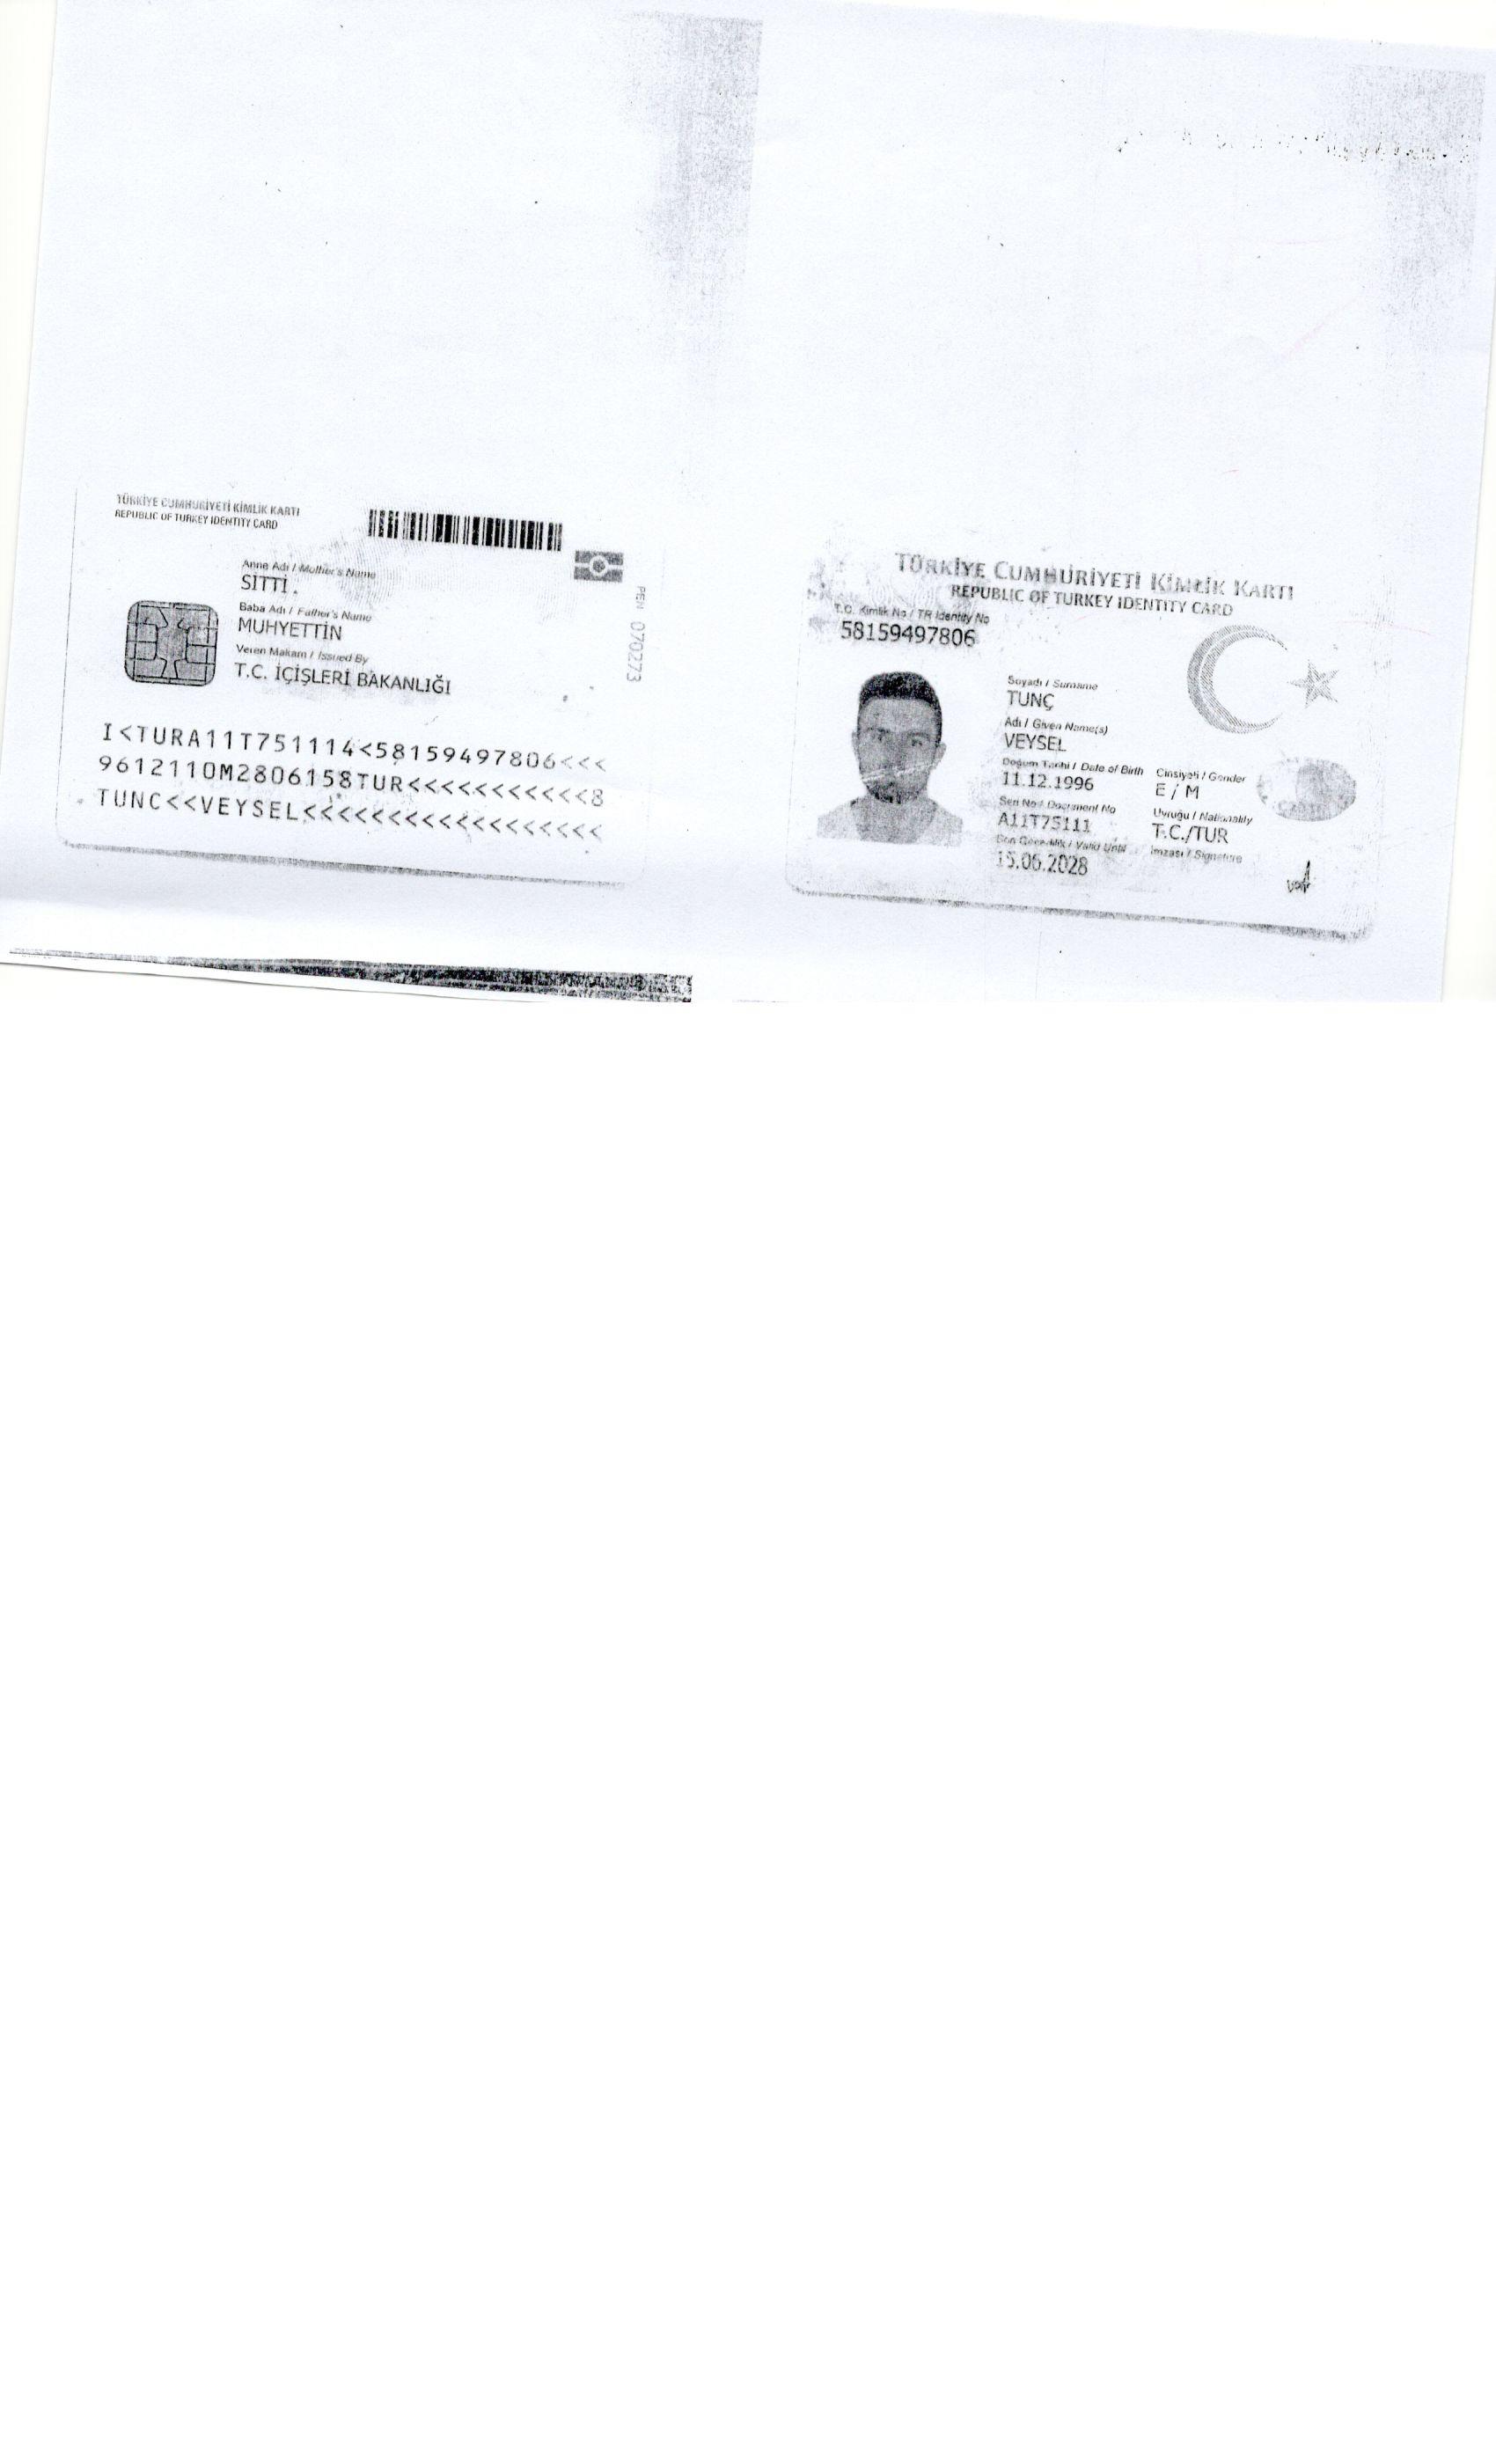 TÜRKİYE CUMHURİYETİ KİMLİK KARTI
REPUBLIC OF TURKEY IDENTITY CARD
Anne Adı / Mother's Name
SİTTİ
Baba Adı / Father's Name
MUHYETTİN
Veren Makam / Issued By
T.C. İÇİŞLERİ BAKANLIĞI
PEN 070273
I<TURA11T751114<58159497806<<<
9612110M2806158TUR<<<<<<<<<<<8
TUNC<<VEYSEL<<<<<<<<<<<<<<<<<<
TÜRKİYE CUMHURİYETİ KİMLİK KARTI
REPUBLIC OF TURKEY IDENTITY CARD
T.C. Kimlik No / TR Identity No
58159497806
Soyadı / Surname
TUNÇ
Adı / Given Name(s)
VEYSEL
Doğum Tarihi / Date of Birth
11.12.1996
Cinsiyeti / Gender
E / M
Seri No / Document No
A11T75111
Uyruğu / Nationality
T.C./TUR
Son Geçerlilik / Valid Until
15.06.2028
İmzası / Signature